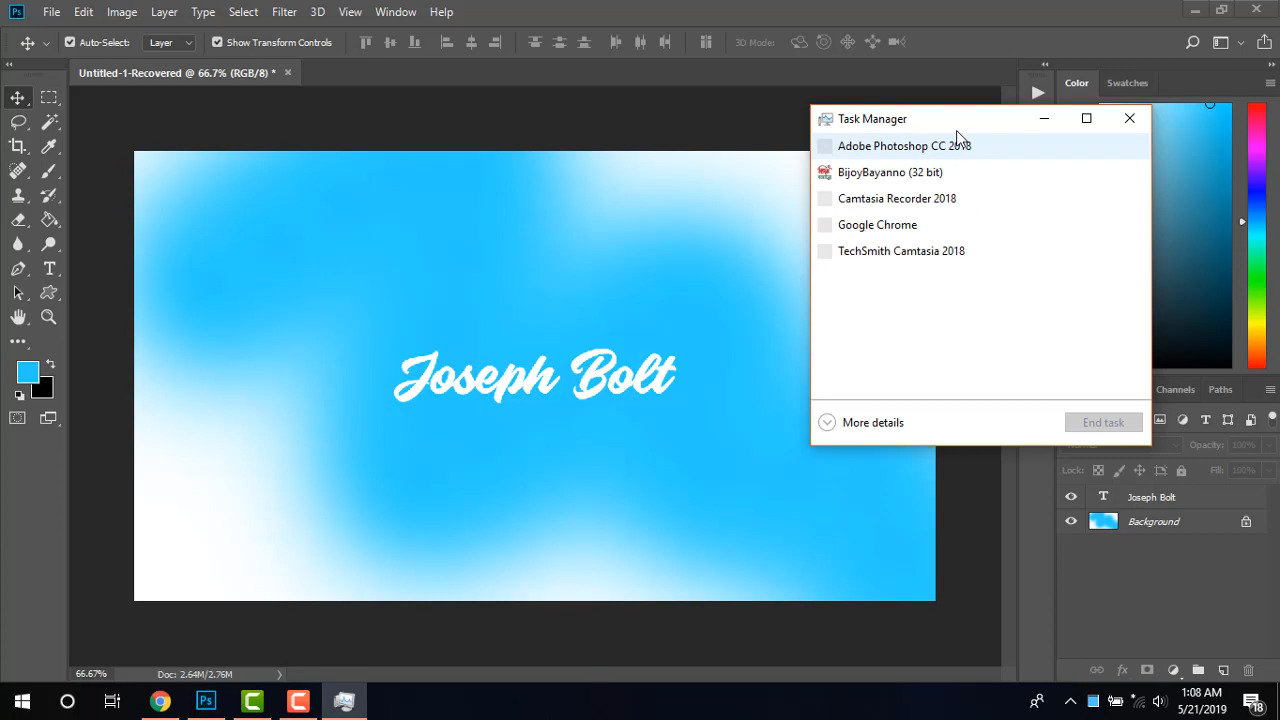 Ps File Edit Image Layer Type Select Filter 3D View Window Help
Auto-Select: Layer Show Transform Controls 3D Mode:
Untitled-1-Recovered @ 66.7% (RGB/8) *
Color Swatches
Task Manager
Adobe Photoshop CC 2018
BijoyBayanno (32 bit)
Camtasia Recorder 2018
Google Chrome
TechSmith Camtasia 2018
More details End task
Joseph Bolt
Channels Paths
Opacity: 100%
Lock: Fill: 100%
T Joseph Bolt
Background
66.67% Doc: 2.64M/2.76M
Ps
1:08 AM
5/21/2019
18